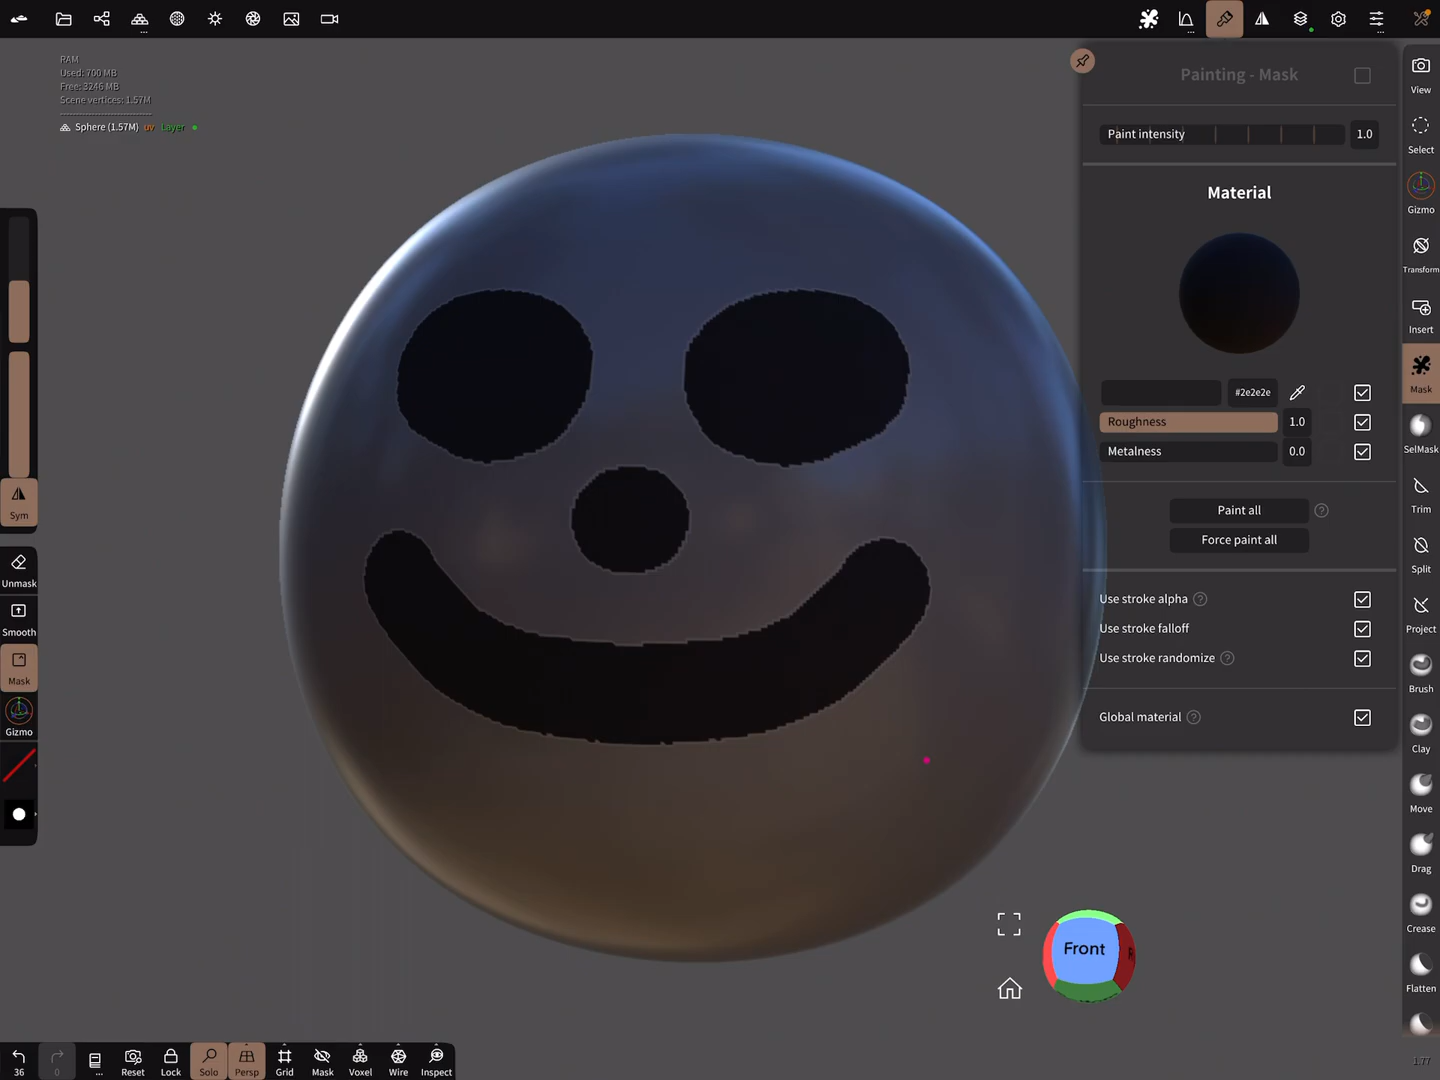 RAM
Used: 700 MB
Free: 3246 MB
Scene vertices: 1.57M
Sphere (1.57M) uv Layer
Painting - Mask
Paint intensity 1.0
Material
#2e2e2e
Roughness 1.0
Metalness 0.0
Paint all
Force paint all
Use stroke alpha
Use stroke falloff
Use stroke randomize
Global material
View
Select
Gizmo
Transform
Insert
Mask
SelMask
Trim
Split
Project
Brush
Clay
Move
Drag
Crease
Flatten
Sym
Unmask
Smooth
Mask
Gizmo
Front
36
0
...
Reset
Lock
Solo
Persp
Grid
Mask
Voxel
Wire
Inspect
1.77